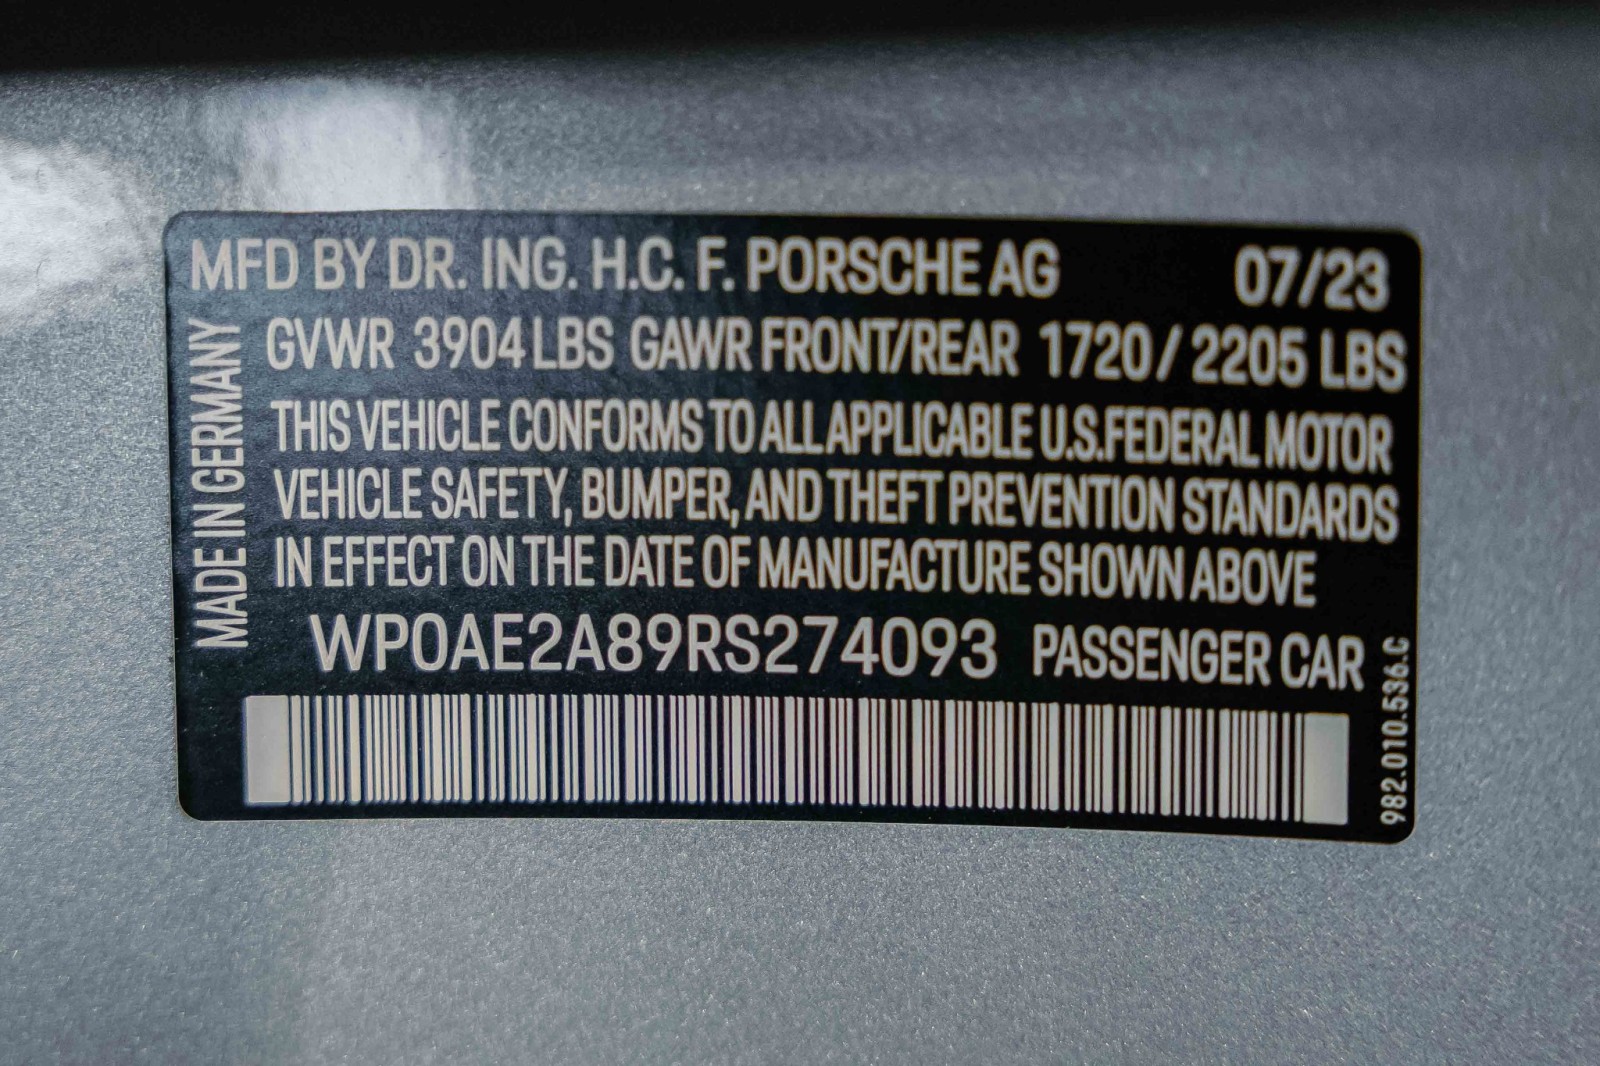 MFD BY DR. ING. H.C. F. PORSCHE AG 07/23
GVWR 3904 LBS GAWR FRONT/REAR 1720 / 2205 LBS
THIS VEHICLE CONFORMS TO ALL APPLICABLE U.S.FEDERAL MOTOR
VEHICLE SAFETY, BUMPER, AND THEFT PREVENTION STANDARDS
IN EFFECT ON THE DATE OF MANUFACTURE SHOWN ABOVE
WP0AE2A89RS274093 PASSENGER CAR
MADE IN GERMANY
982.010.536.C